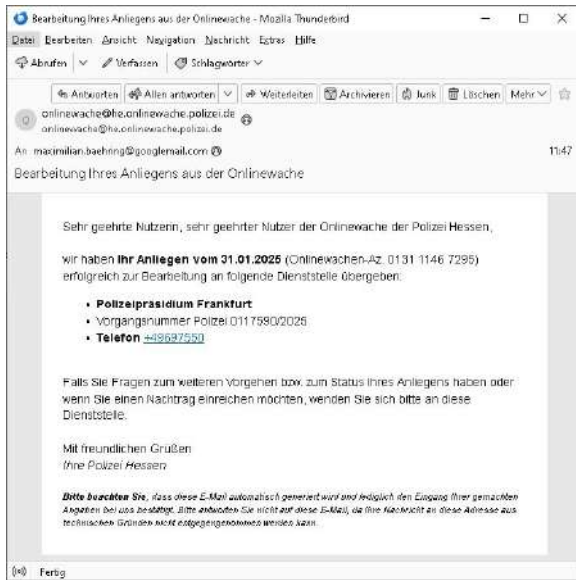 Bearbeitung Ihres Anliegens aus der Onlinewache - Mozilla Thunderbird
Datei Bearbeiten Ansicht Navigation Nachricht Extras Hilfe
Abrufen Verfassen Schlagwörter
Antworten Allen antworten Weiterleiten Archivieren Junk Löschen Mehr
onlinewache@he.onlinewache.polizei.de
onlinewache@he.onlinewache.polizei.de
An maximilian.baehring@googlemail.com 11:47
Bearbeitung Ihres Anliegens aus der Onlinewache
Sehr geehrte Nutzerin, sehr geehrter Nutzer der Onlinewache der Polizei Hessen,
wir haben Ihr Anliegen vom 31.01.2025 (Onlinewachen-Az. 0131 1146 7295)
erfolgreich zur Bearbeitung an folgende Dienststelle übergeben:
• Polizeipräsidium Frankfurt
• Vorgangsnummer Polizei 0117590/2025
• Telefon +49697550
Falls Sie Fragen zum weiteren Vorgehen bzw. zum Status Ihres Anliegens haben oder
wenn Sie einen Nachtrag einreichen möchten, wenden Sie sich bitte an diese
Dienststelle.
Mit freundlichen Grüßen
Ihre Polizei Hessen
Bitte beachten Sie, dass diese E-Mail automatisch generiert wird und lediglich den Eingang Ihrer gemachten
Angaben bei uns bestätigt. Bitte antworten Sie nicht auf diese E-Mail, da Ihre Nachricht an diese Adresse aus
technischen Gründen nicht entgegengenommen werden kann.
Fertig